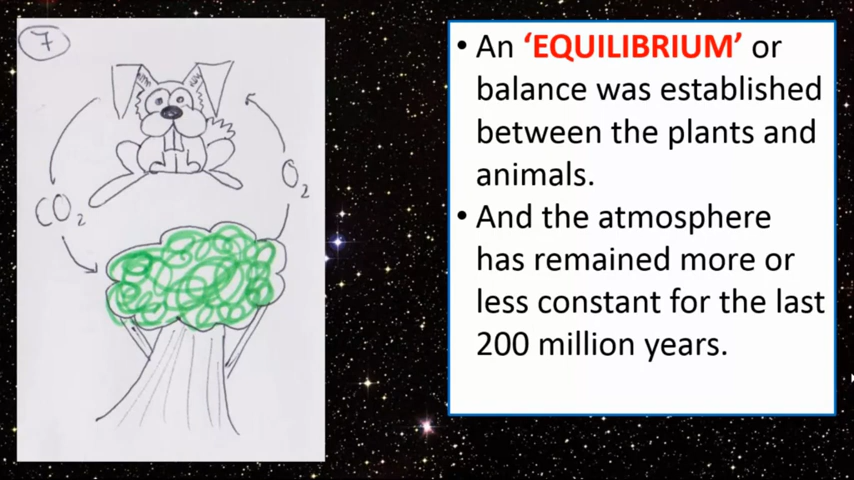 7
CO2
O2
• An ‘EQUILIBRIUM’ or
balance was established
between the plants and
animals.
• And the atmosphere
has remained more or
less constant for the last
200 million years.